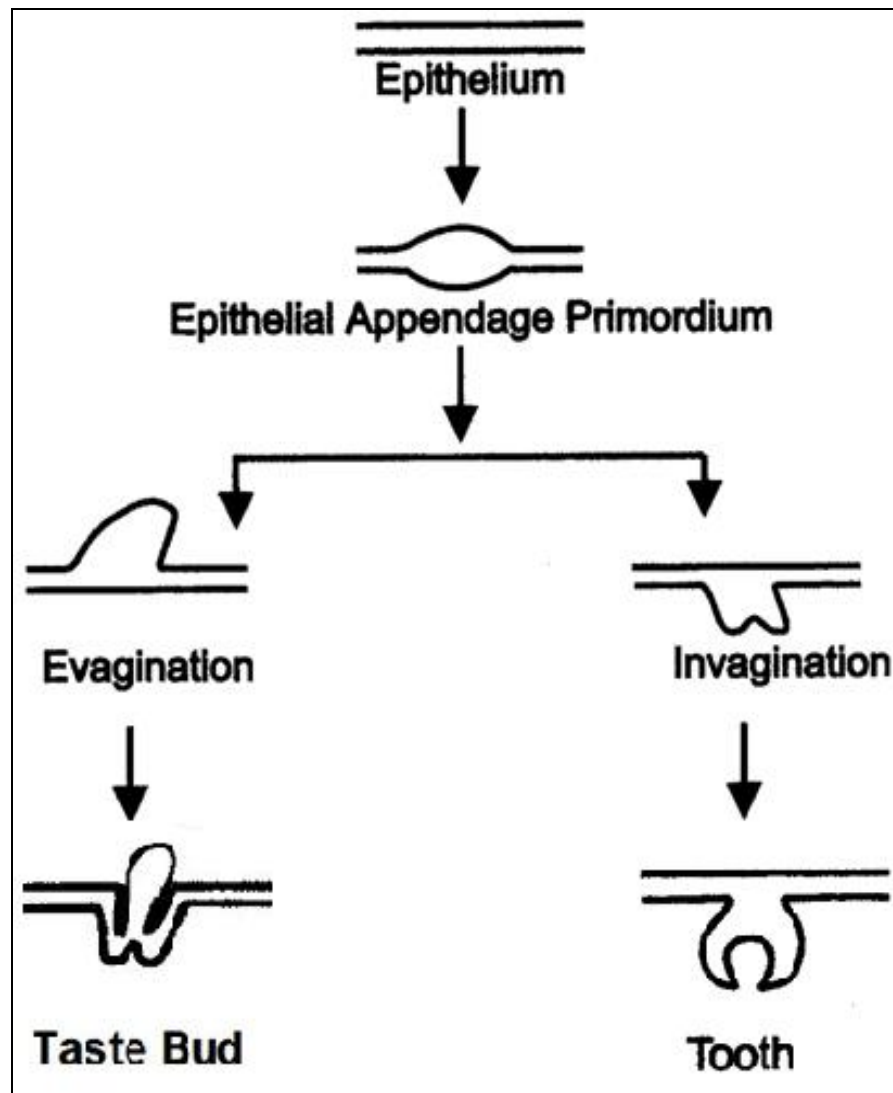 Epithelium
Epithelial Appendage Primordium
Evagination
Invagination
Taste Bud
Tooth